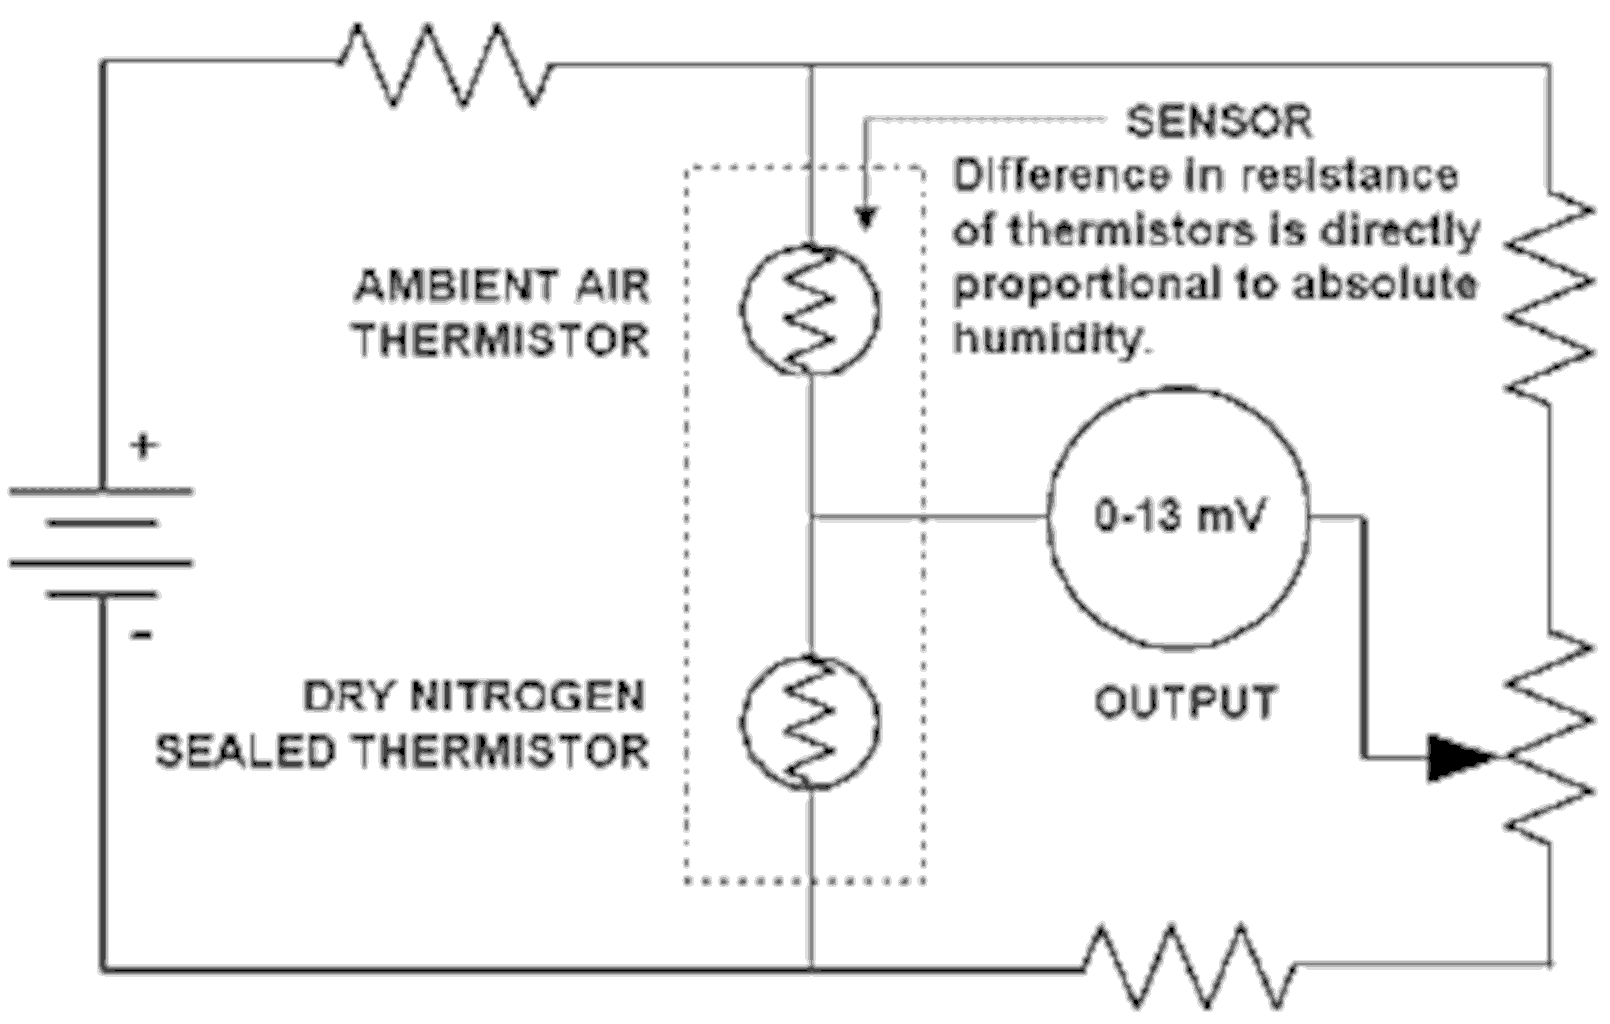 SENSOR
Difference in resistance
of thermistors is directly
proportional to absolute
humidity.
AMBIENT AIR
THERMISTOR
+
0-13 mV
-
DRY NITROGEN
SEALED THERMISTOR
OUTPUT